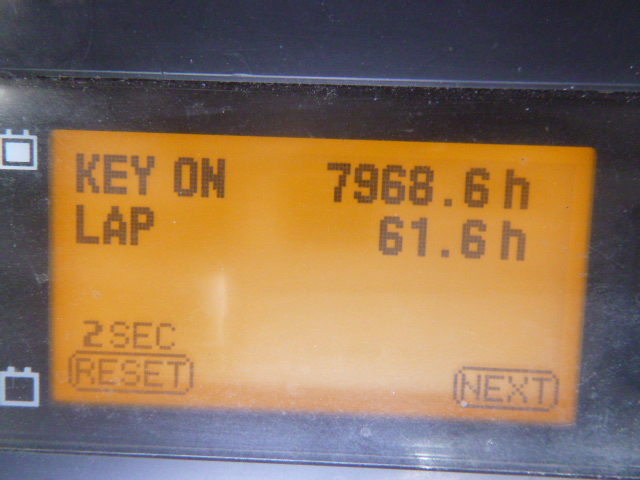 KEY ON 7968.6h
LAP 61.6h
2SEC
RESET NEXT